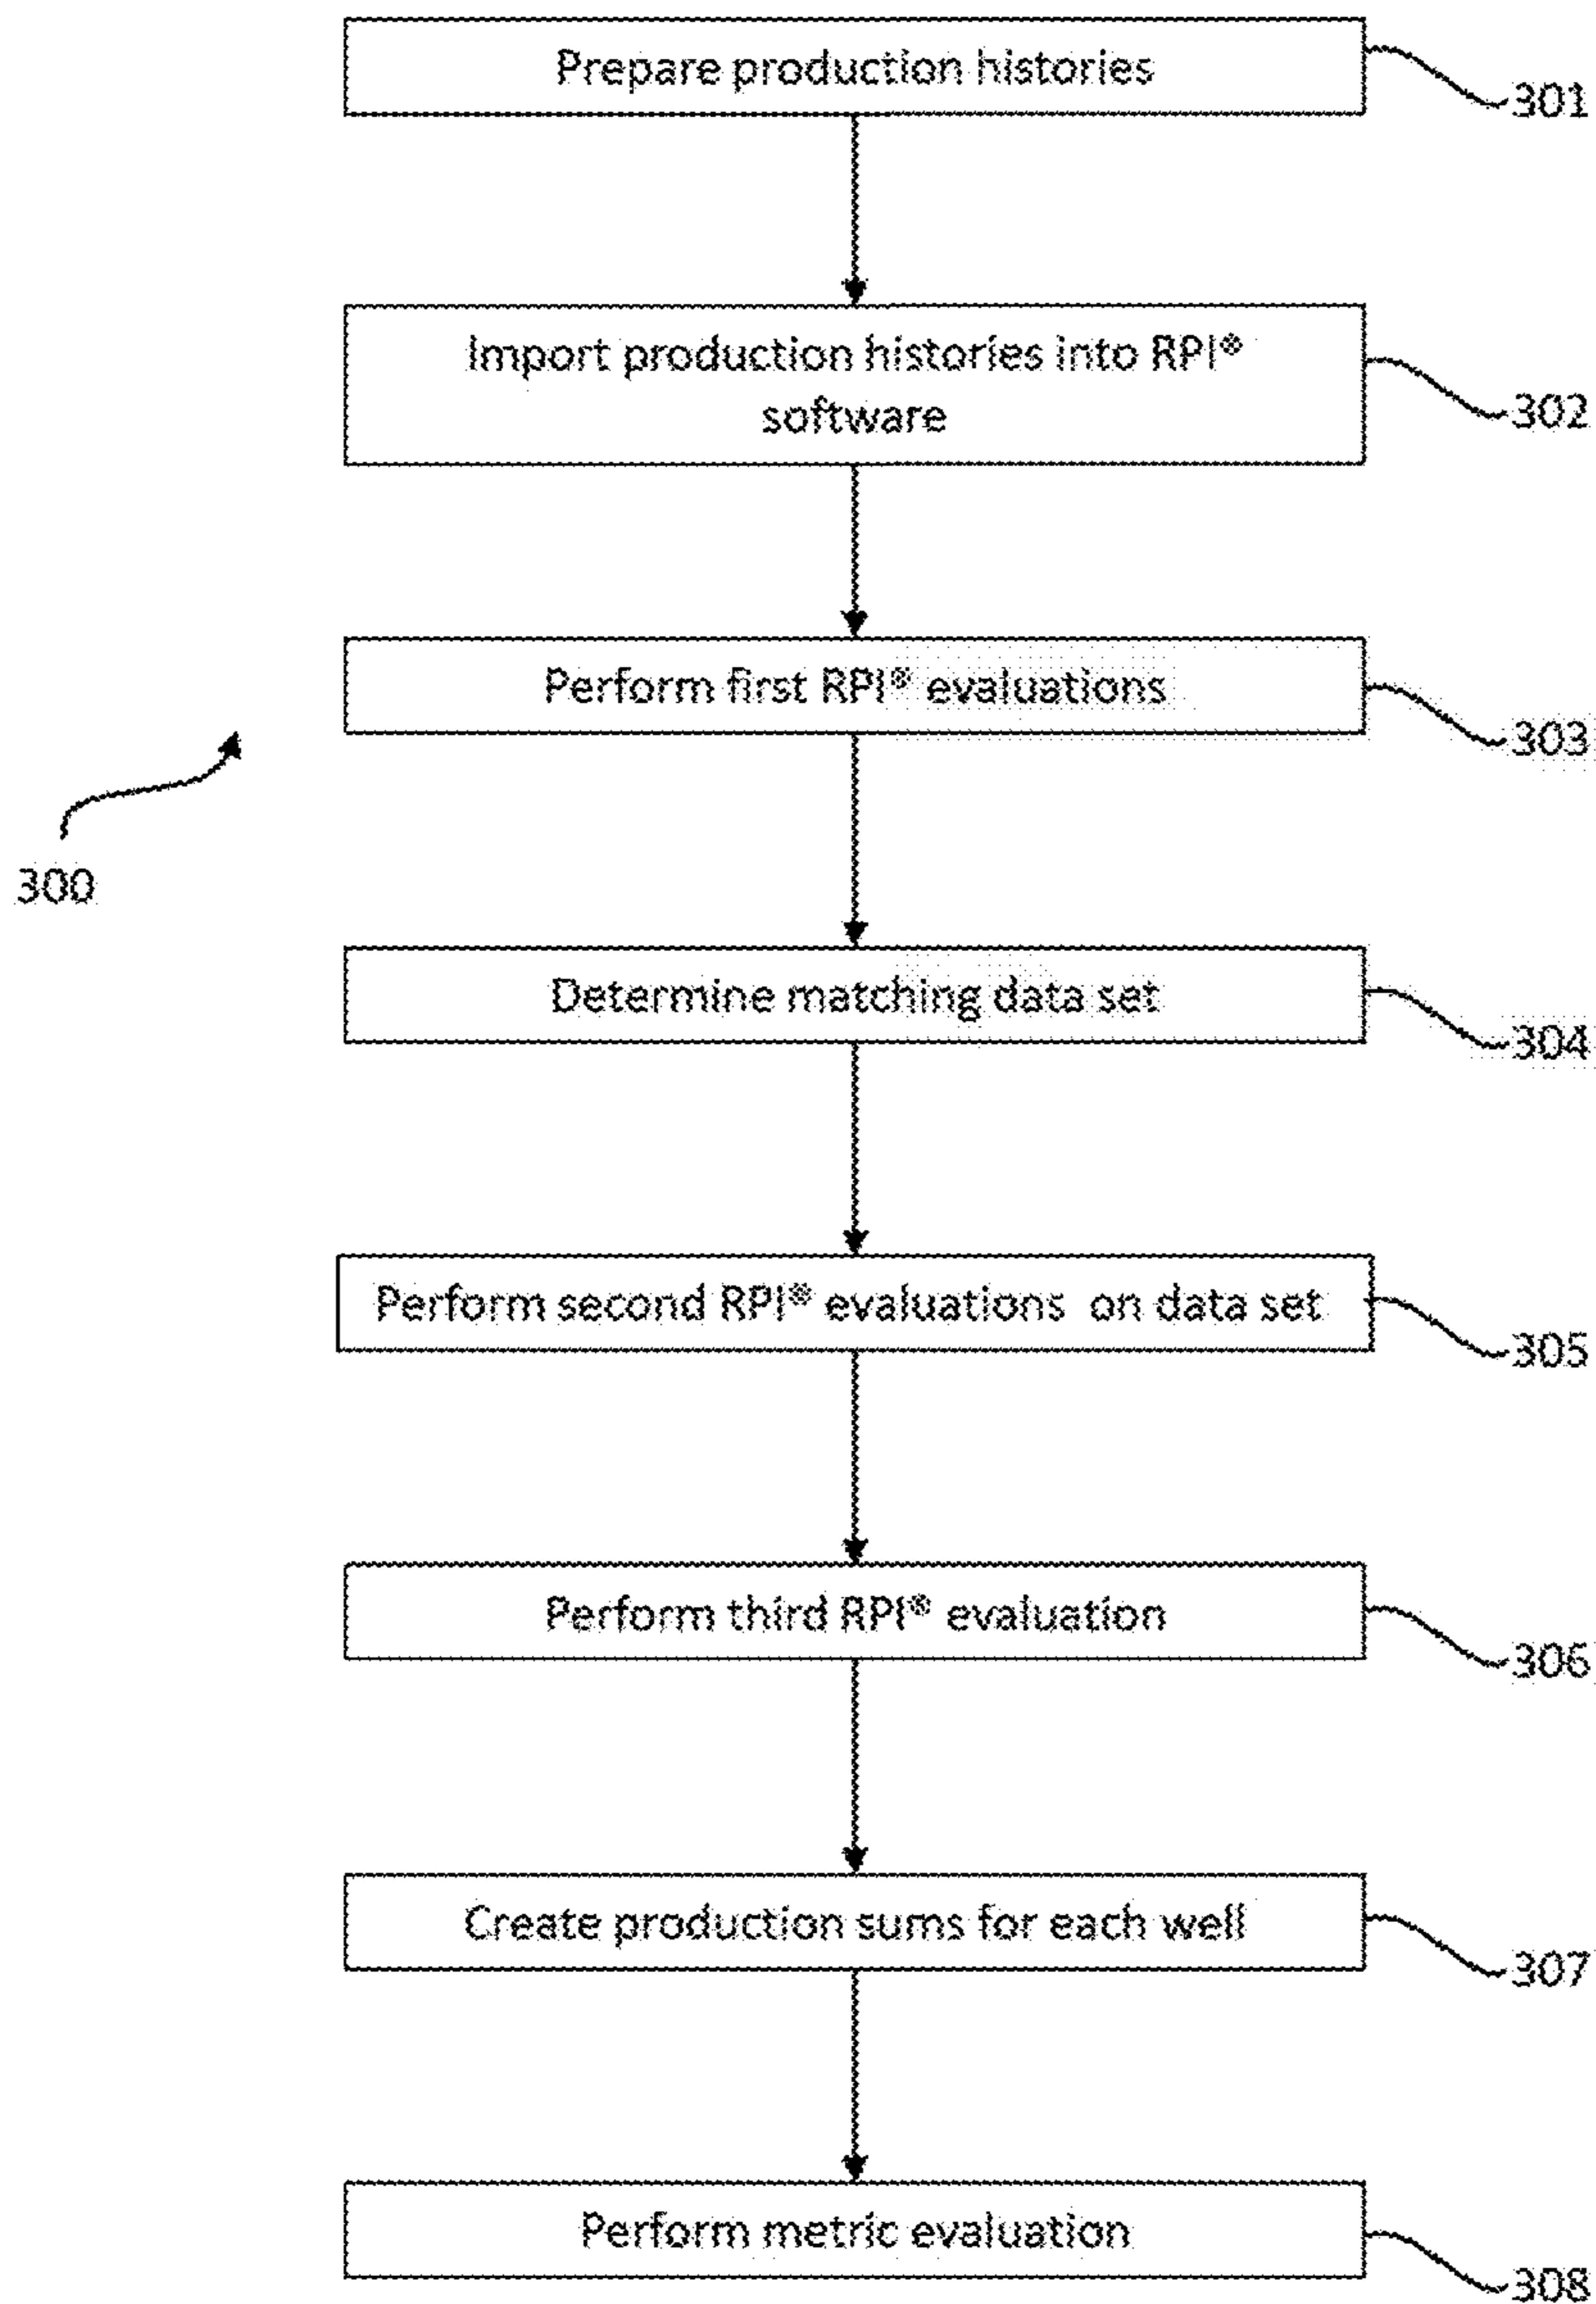 Prepare production histories
301
Import production histories into RPI®
software
302
Perform first RPI® evaluations
303
300
Determine matching data set
304
Perform second RPI® evaluations on data set
305
Perform third RPI® evaluation
306
Create production sums for each well
307
Perform metric evaluation
308